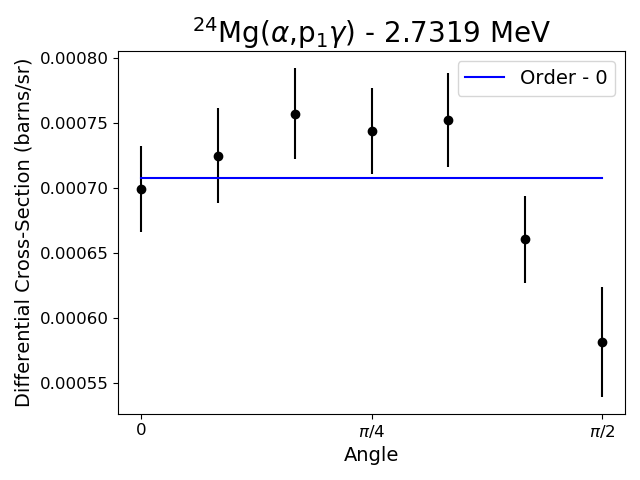 ²⁴Mg(α,p₁γ) - 2.7319 MeV
Order - 0
Differential Cross-Section (barns/sr)
0.00080
0.00075
0.00070
0.00065
0.00060
0.00055
0 π/4 π/2
Angle